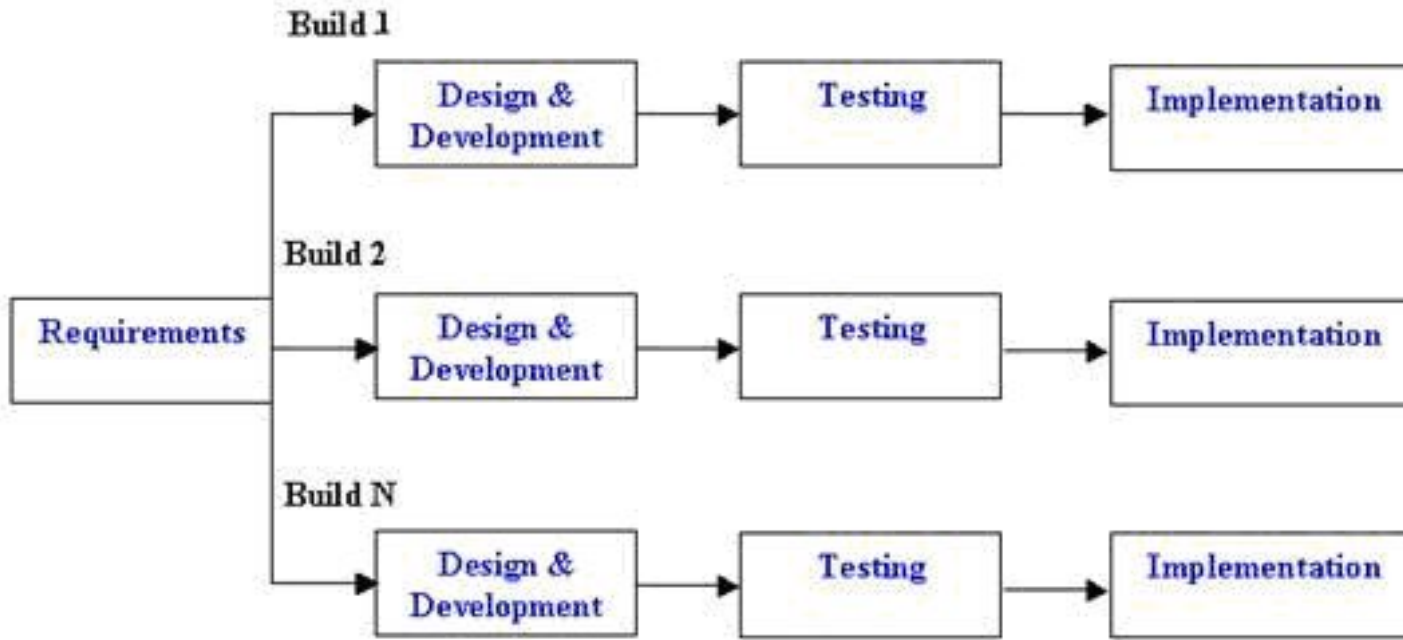 Build 1
Design &
Development
Testing
Implementation
Build 2
Requirements
Design &
Development
Testing
Implementation
Build N
Design &
Development
Testing
Implementation